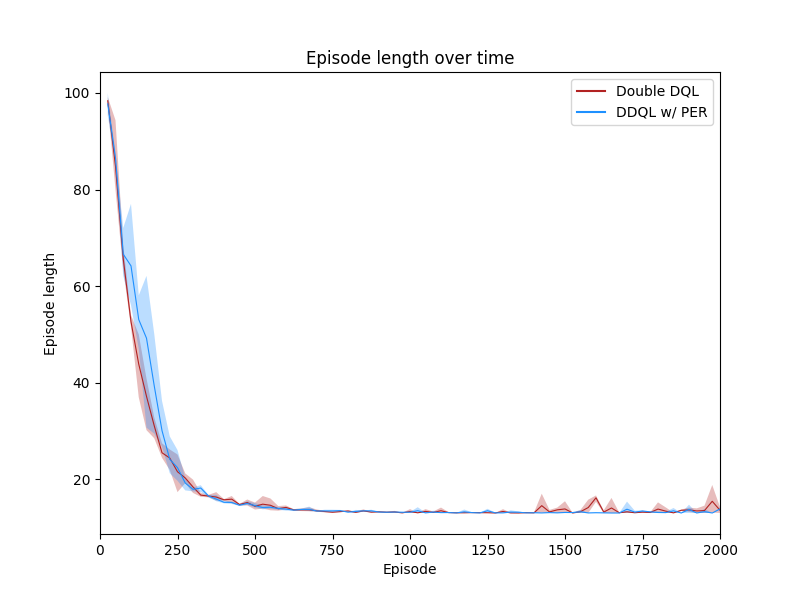 Episode length over time
Double DQL
DDQL w/ PER
Episode length
100
80
60
40
20
0 250 500 750 1000 1250 1500 1750 2000
Episode